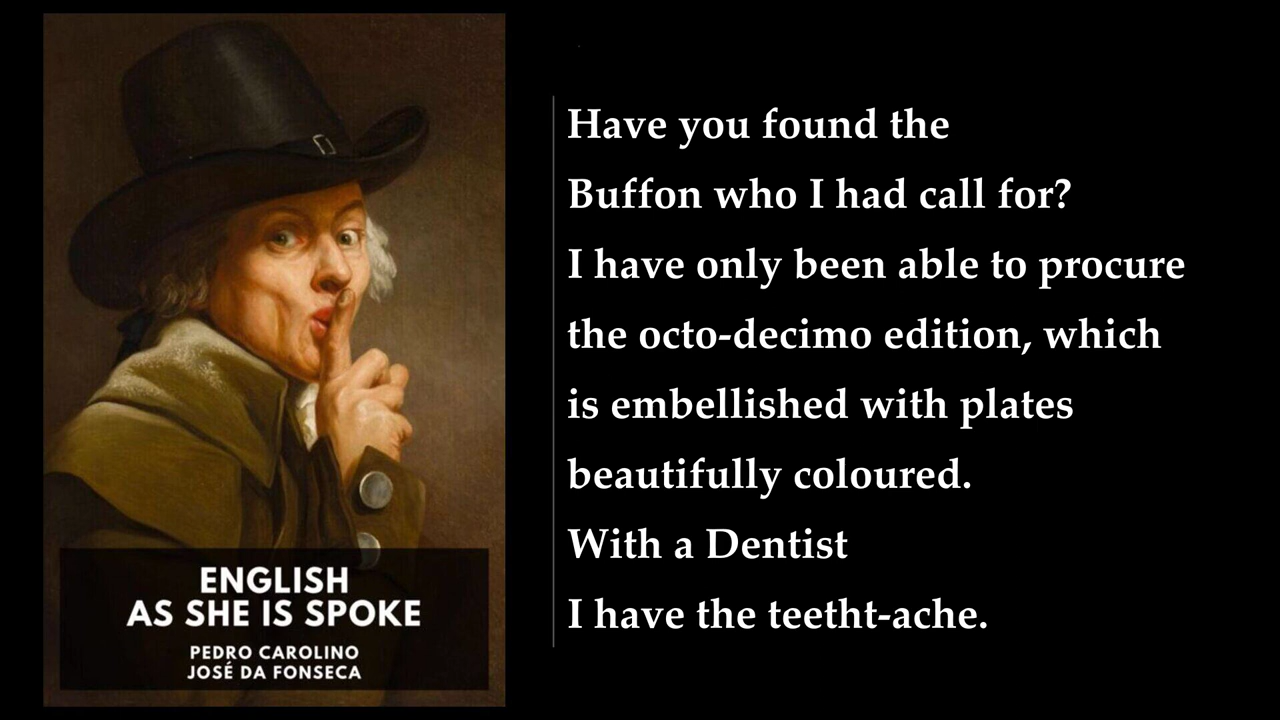 ENGLISH
AS SHE IS SPOKE
PEDRO CAROLINO
JOSÉ DA FONSECA
Have you found the
Buffon who I had call for?
I have only been able to procure
the octo-decimo edition, which
is embellished with plates
beautifully coloured.
With a Dentist
I have the teetht-ache.